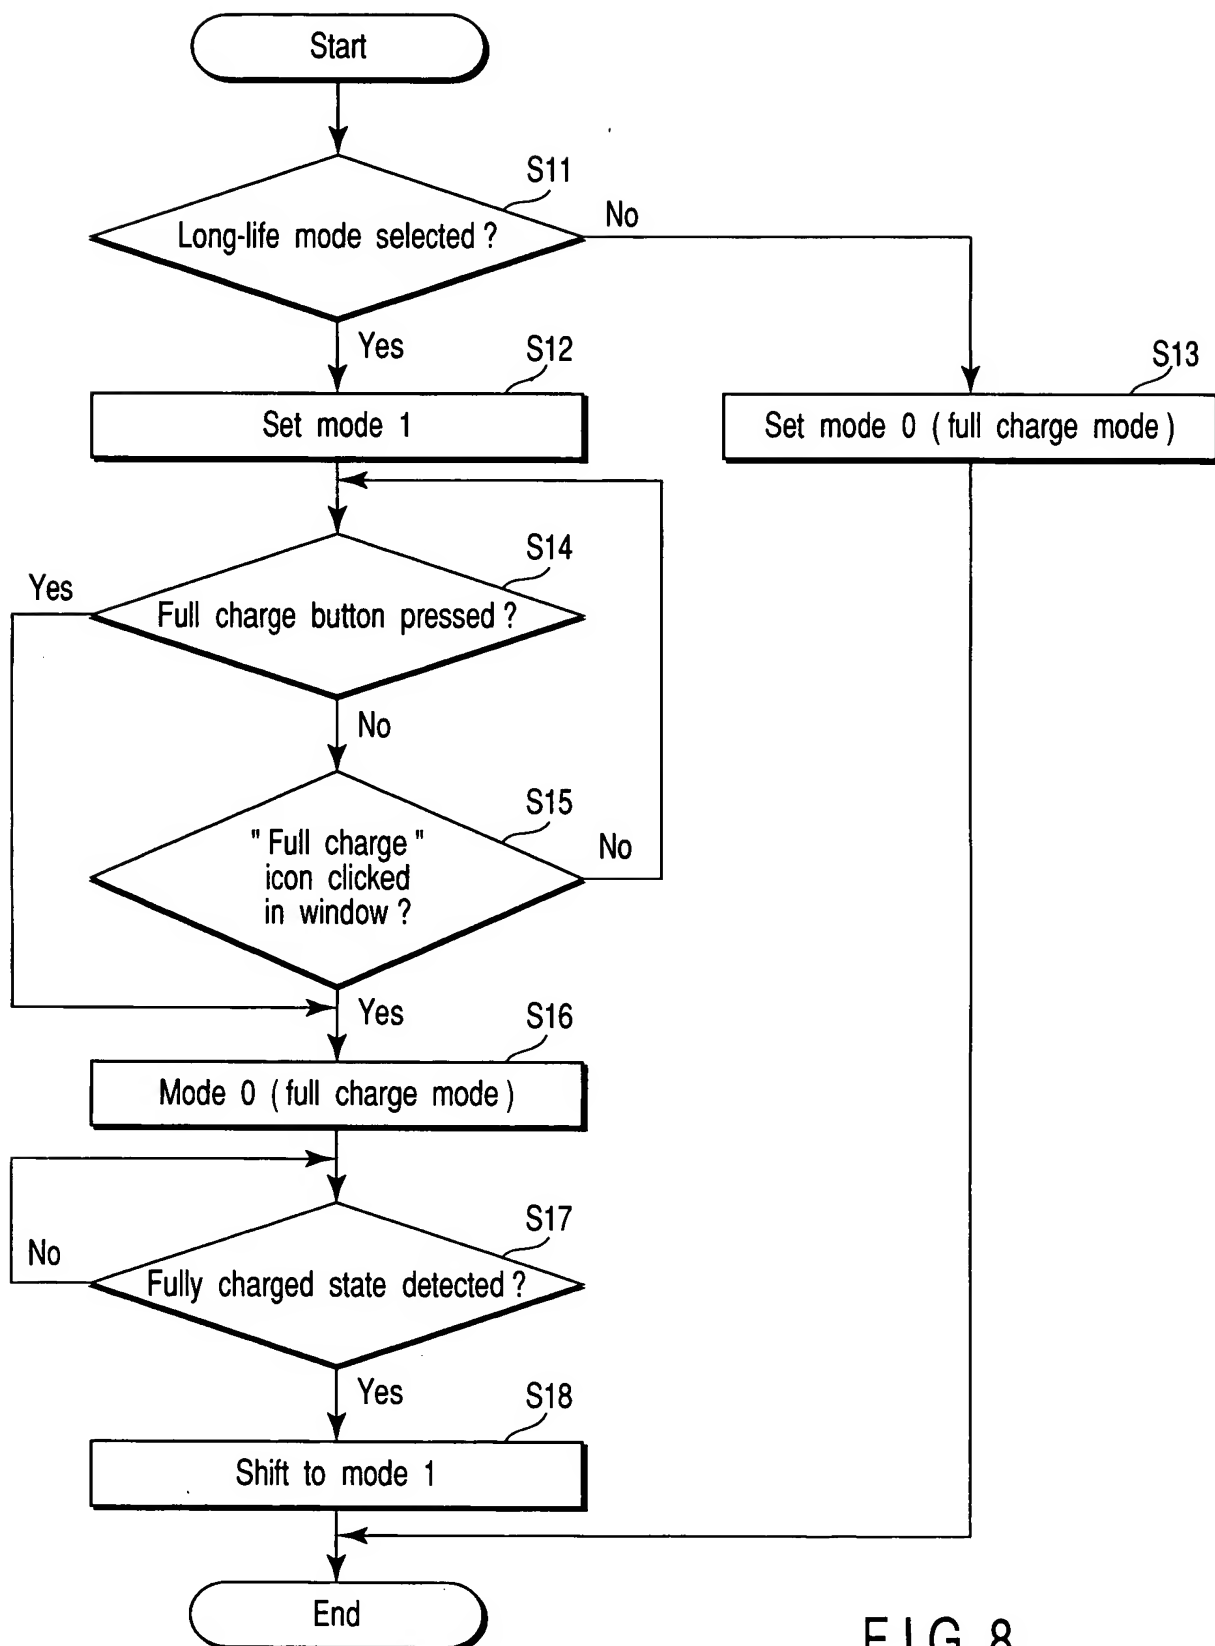 Start
S11
Long-life mode selected ?
No
Yes
S12
Set mode 1
S13
Set mode 0 ( full charge mode )
S14
Yes
Full charge button pressed ?
No
S15
" Full charge "
icon clicked
in window ?
No
Yes
S16
Mode 0 ( full charge mode )
S17
No
Fully charged state detected ?
Yes
S18
Shift to mode 1
End
FIG. 8